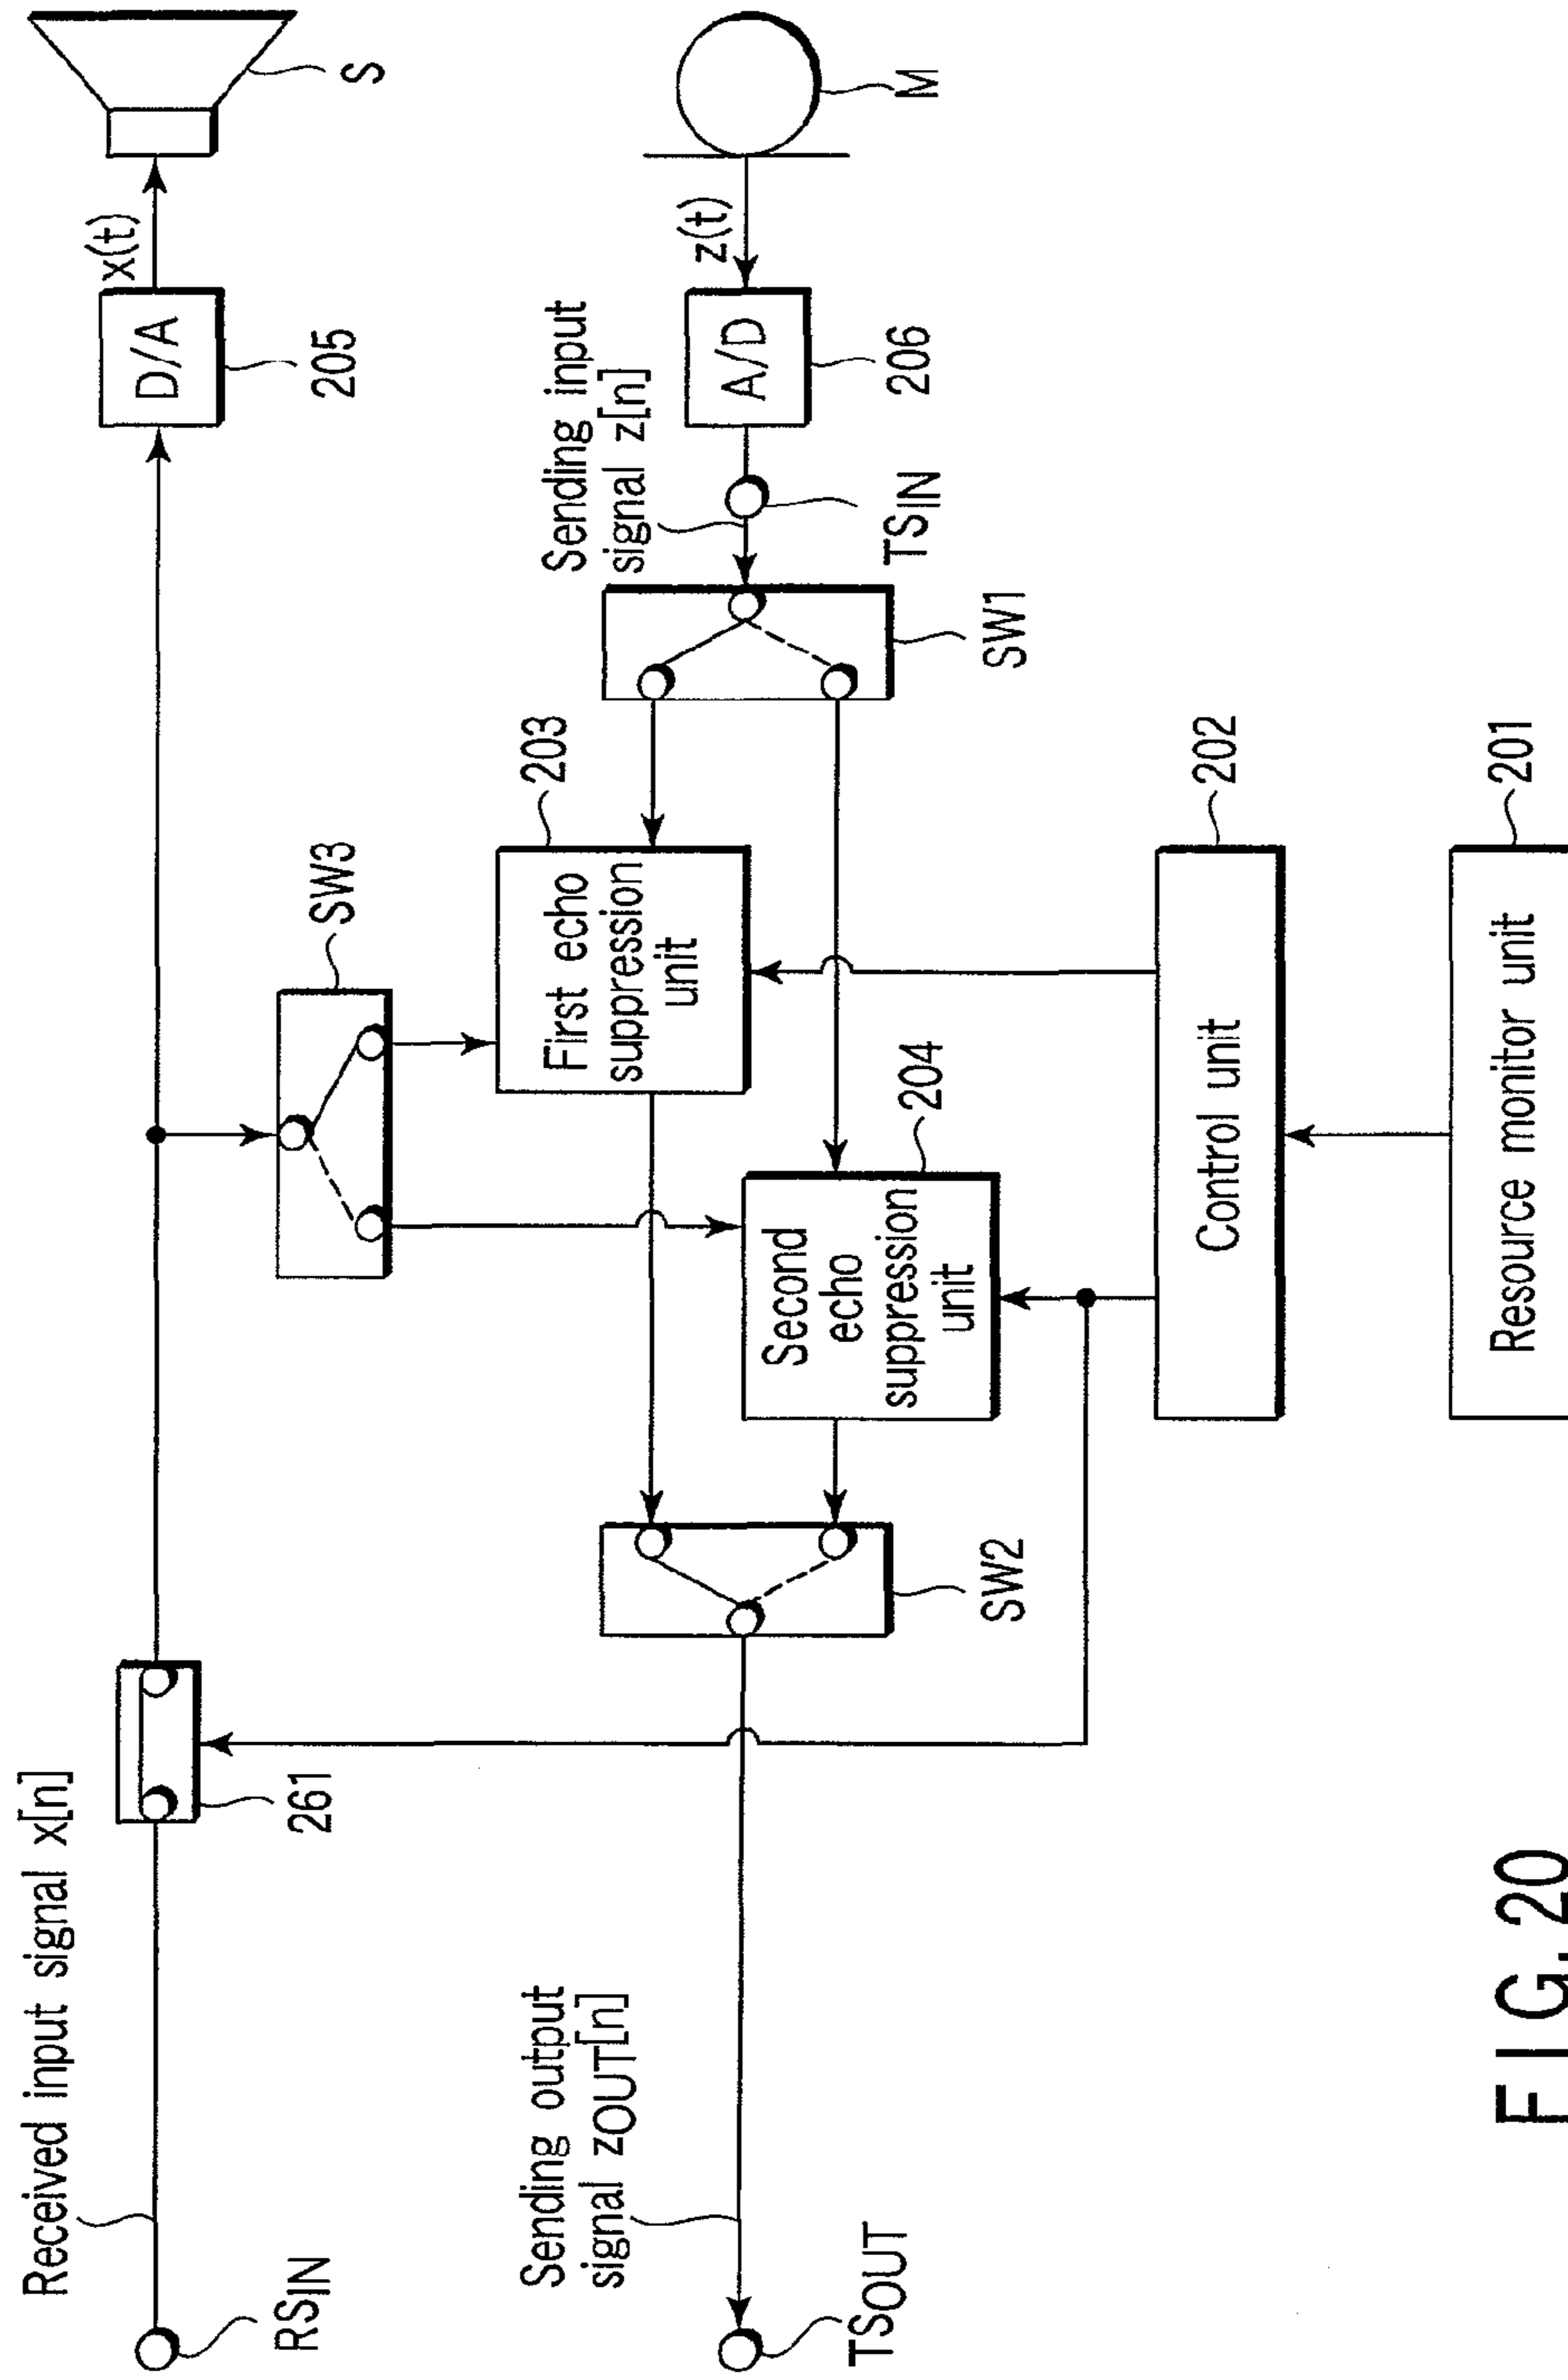 Received input signal x[n]
RSIN
261
SW3
D/A
205
x(t)
S
Sending output
signal zOUT[n]
TSOUT
SW2
First echo
suppression
unit
203
Second
echo
suppression
unit
204
SW1
Sending input
signal z[n]
TSIN
A/D
206
z(t)
M
Control unit
202
Resource monitor unit
201
FIG. 20